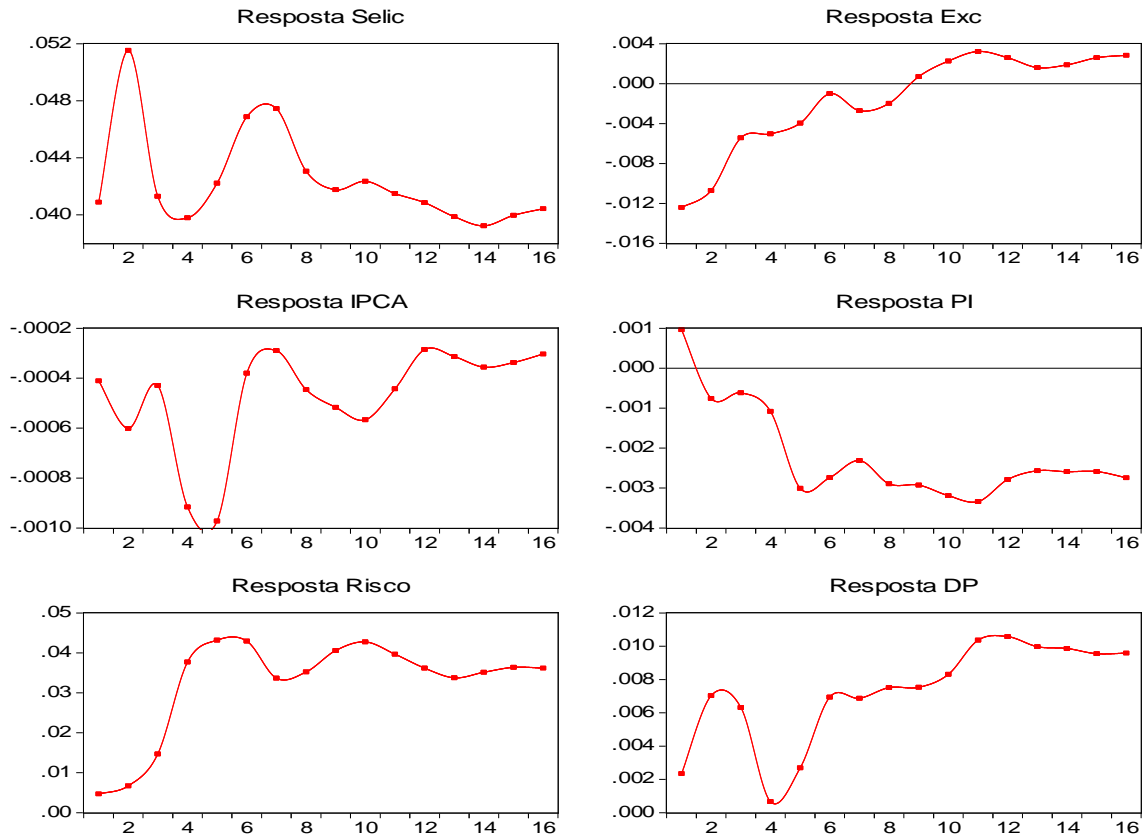 Resposta Selic
.052
.048
.044
.040
2 4 6 8 10 12 14 16
Resposta Exc
.004
.000
-.004
-.008
-.012
-.016
2 4 6 8 10 12 14 16
Resposta IPCA
-.0002
-.0004
-.0006
-.0008
-.0010
2 4 6 8 10 12 14 16
Resposta PI
.001
.000
-.001
-.002
-.003
-.004
2 4 6 8 10 12 14 16
Resposta Risco
.05
.04
.03
.02
.01
.00
2 4 6 8 10 12 14 16
Resposta DP
.012
.010
.008
.006
.004
.002
.000
2 4 6 8 10 12 14 16